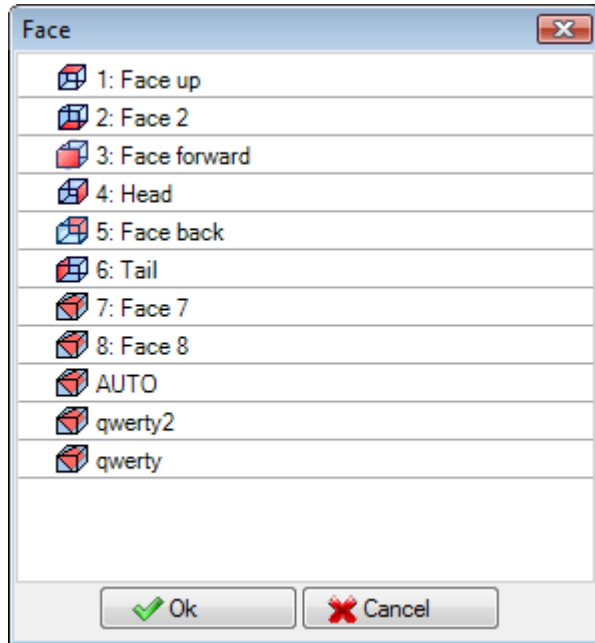 Face
1: Face up
2: Face 2
3: Face forward
4: Head
5: Face back
6: Tail
7: Face 7
8: Face 8
AUTO
qwerty2
qwerty
Ok Cancel